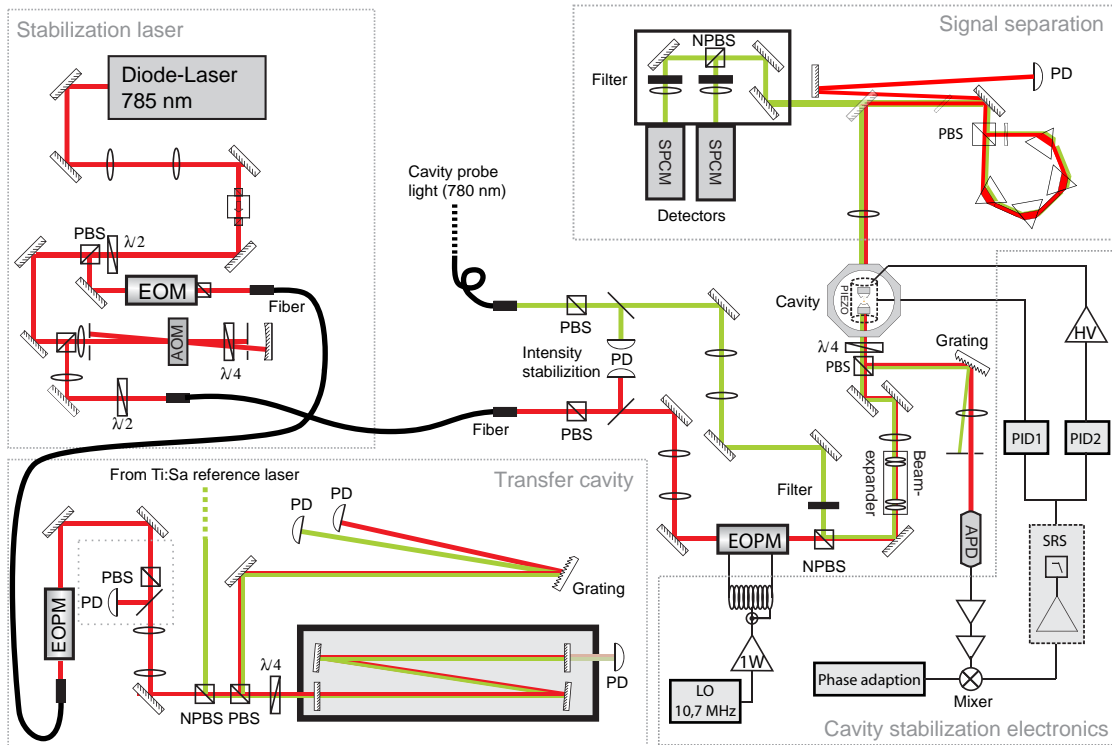 Stabilization laser
Diode-Laser
785 nm
PBS
λ/2
EOM
Fiber
AOM
λ/4
λ/2
Cavity probe
light (780 nm)
PBS
PD
Intensity
stabilizition
Fiber
PBS
Signal separation
NPBS
Filter
SPCM
SPCM
Detectors
PD
PBS
Cavity
PIEZO
λ/4
PBS
Grating
HV
PID1
PID2
Beam-
expander
Filter
EOPM
NPBS
APD
SRS
1W
LO
10,7 MHz
Phase adaption
Mixer
Cavity stabilization electronics
From Ti:Sa reference laser
Transfer cavity
PD
PD
PBS
PD
EOPM
Grating
NPBS
PBS
λ/4
PD